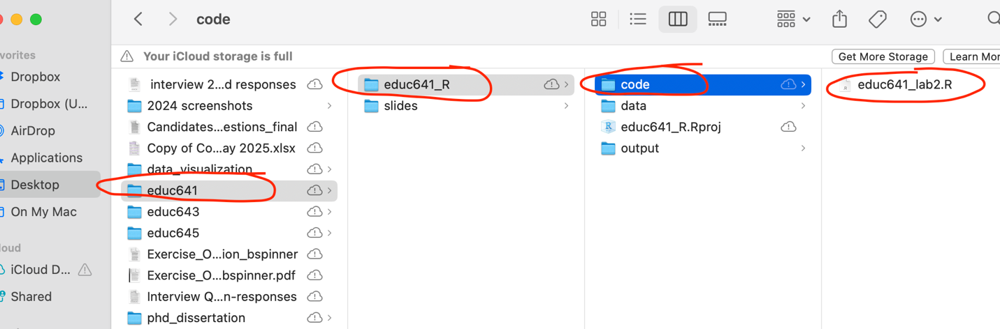 code
Your iCloud storage is full
Get More Storage
Learn Mor
vorites
Dropbox
Dropbox (U...
AirDrop
Applications
Desktop
On My Mac
loud
iCloud D...
Shared
interview 2...d responses
2024 screenshots
Candidates...estions_final
Copy of Co...ay 2025.xlsx
data_visualization
educ641
educ643
educ645
Exercise_O...ion_bspinner
Exercise_O...bspinner.pdf
Interview Q...n-responses
phd_dissertation
educ641_R
slides
code
data
educ641_R.Rproj
output
educ641_lab2.R